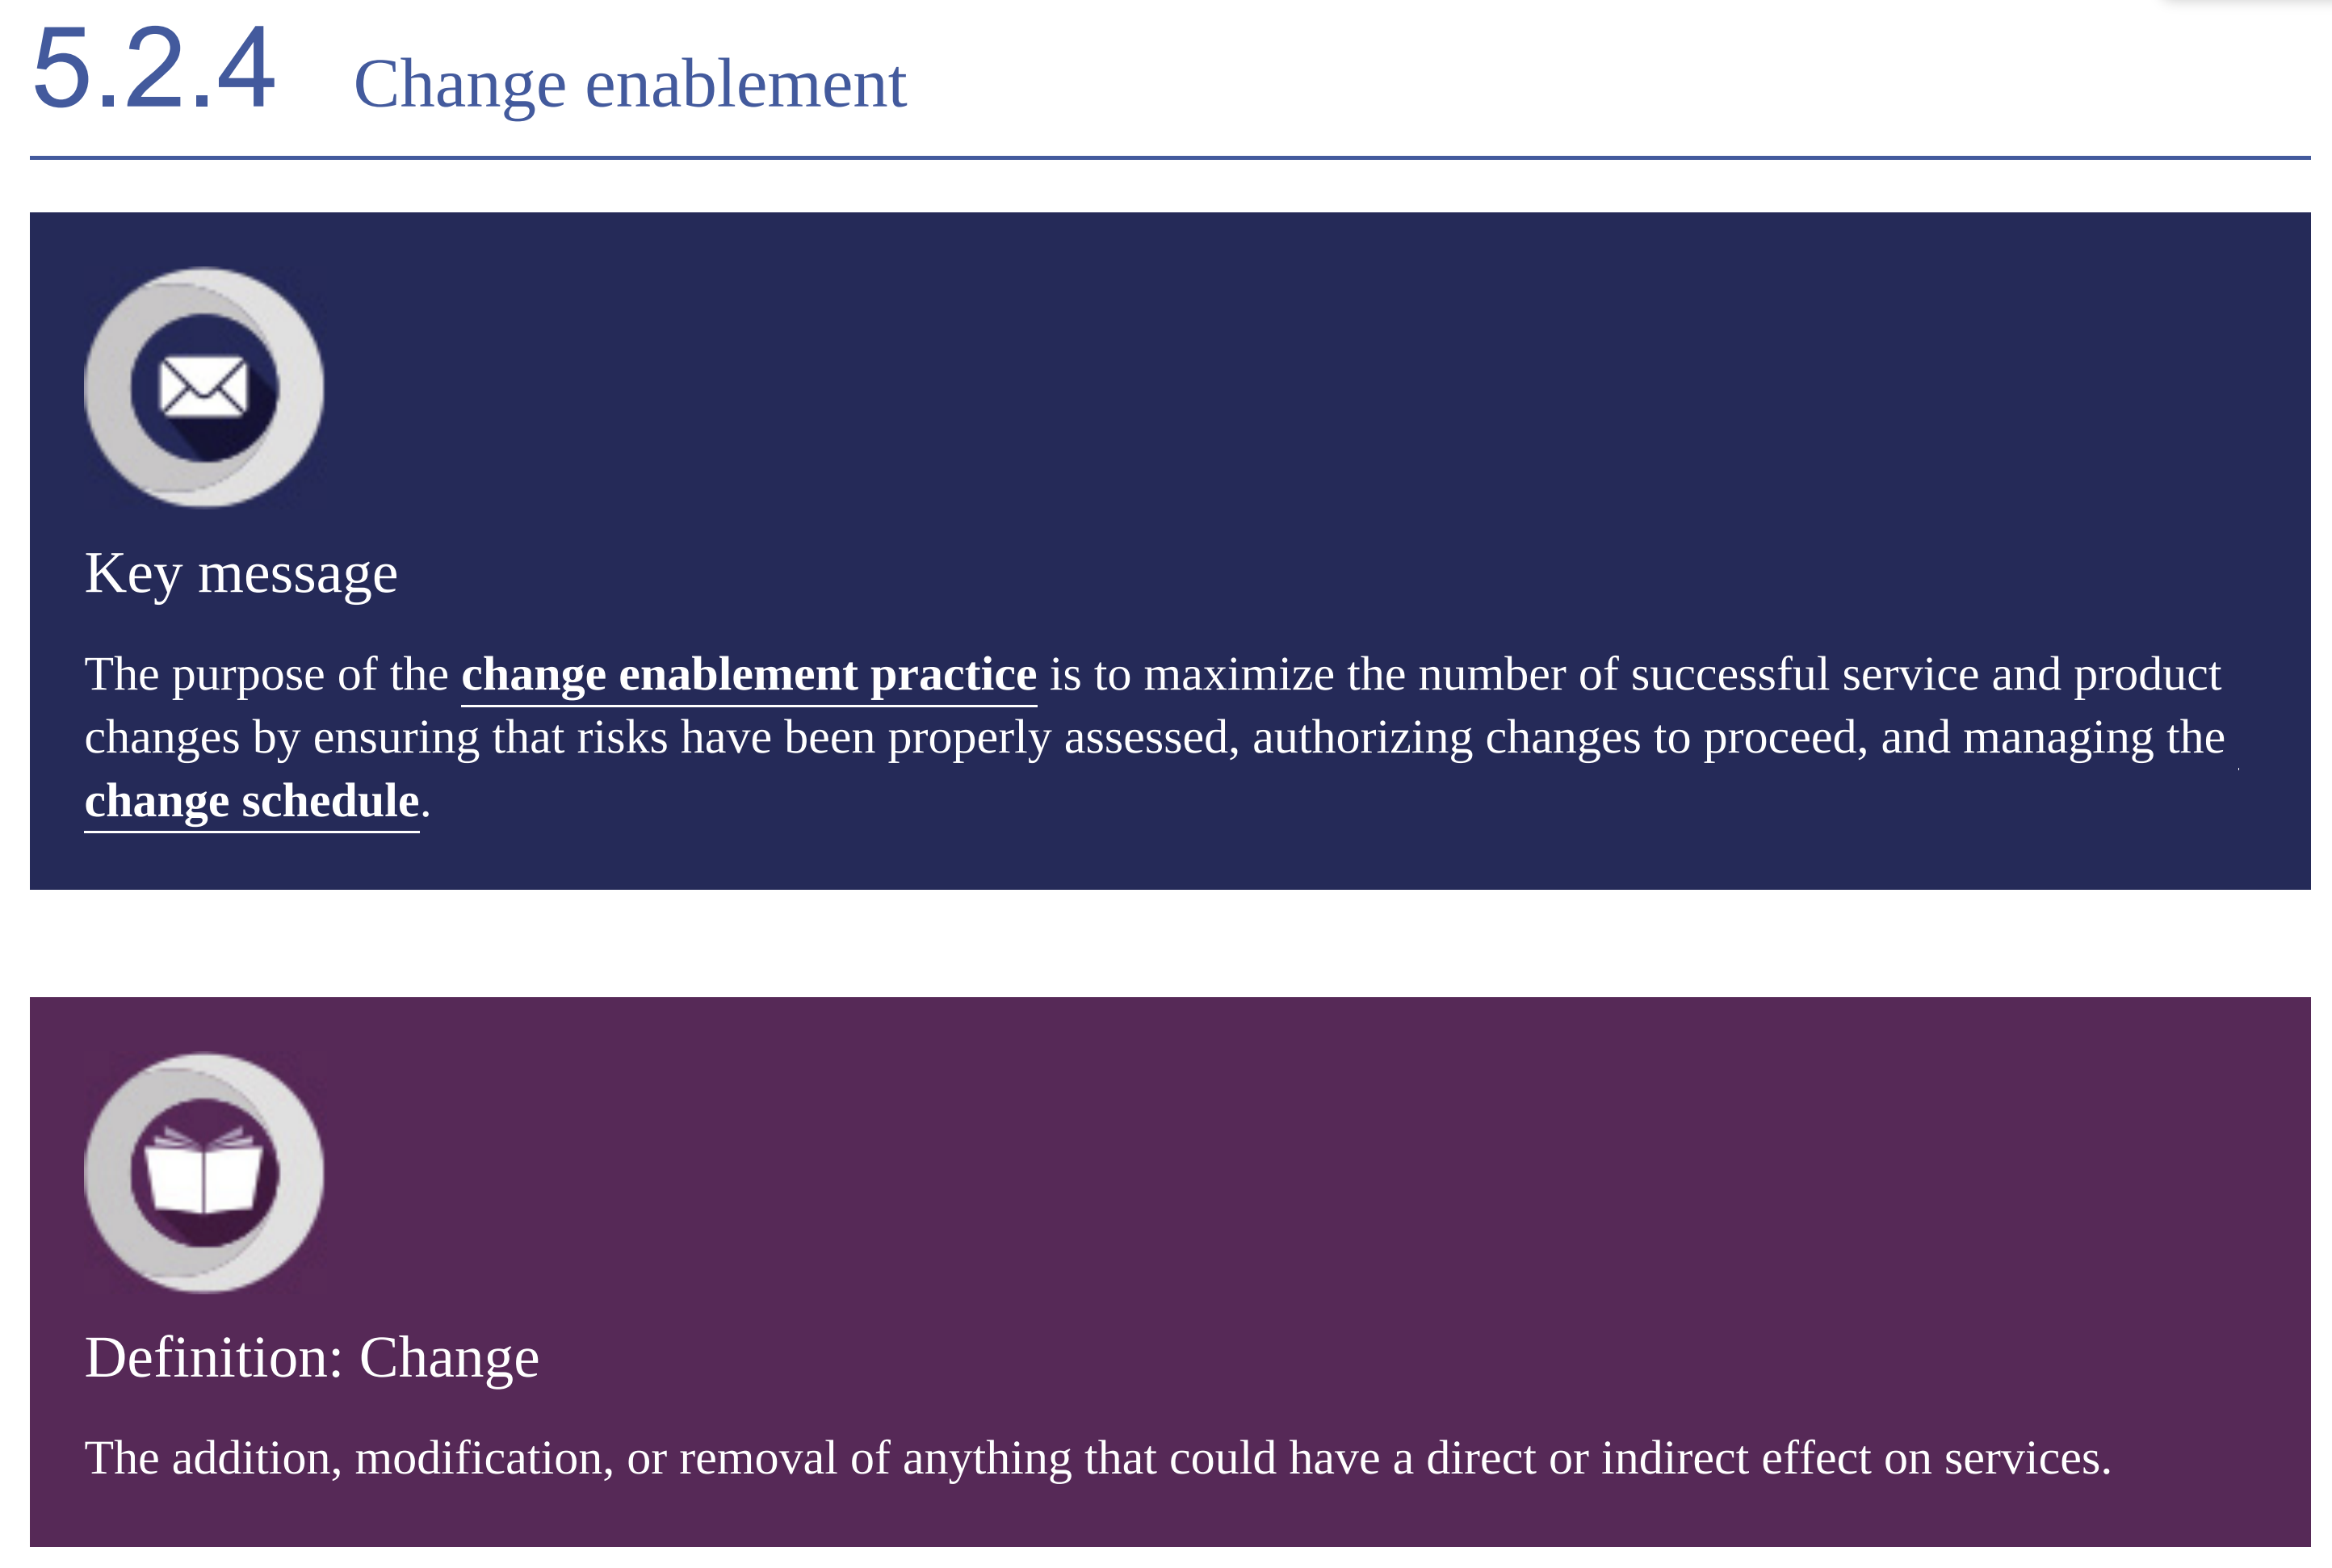 5.2.4 Change enablement
Key message
The purpose of the change enablement practice is to maximize the number of successful service and product
changes by ensuring that risks have been properly assessed, authorizing changes to proceed, and managing the
change schedule.
Definition: Change
The addition, modification, or removal of anything that could have a direct or indirect effect on services.